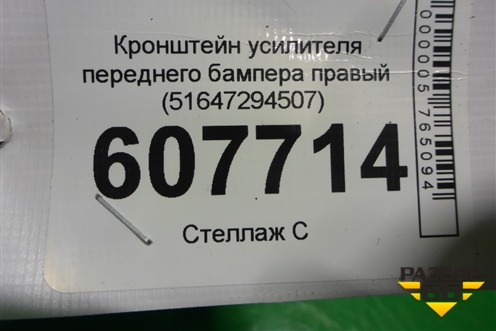 Кронштейн усилителя
переднего бампера правый
(51647294507)
607714
Стеллаж С
000005765094